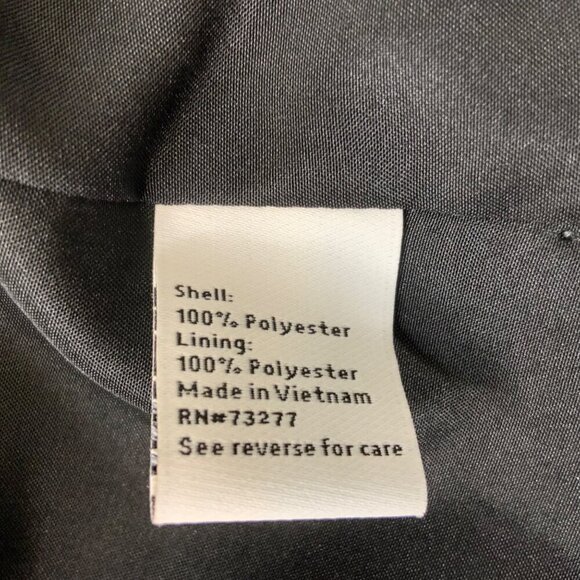 Shell:
100% Polyester
Lining:
100% Polyester
Made in Vietnam
RN#73277
See reverse for care